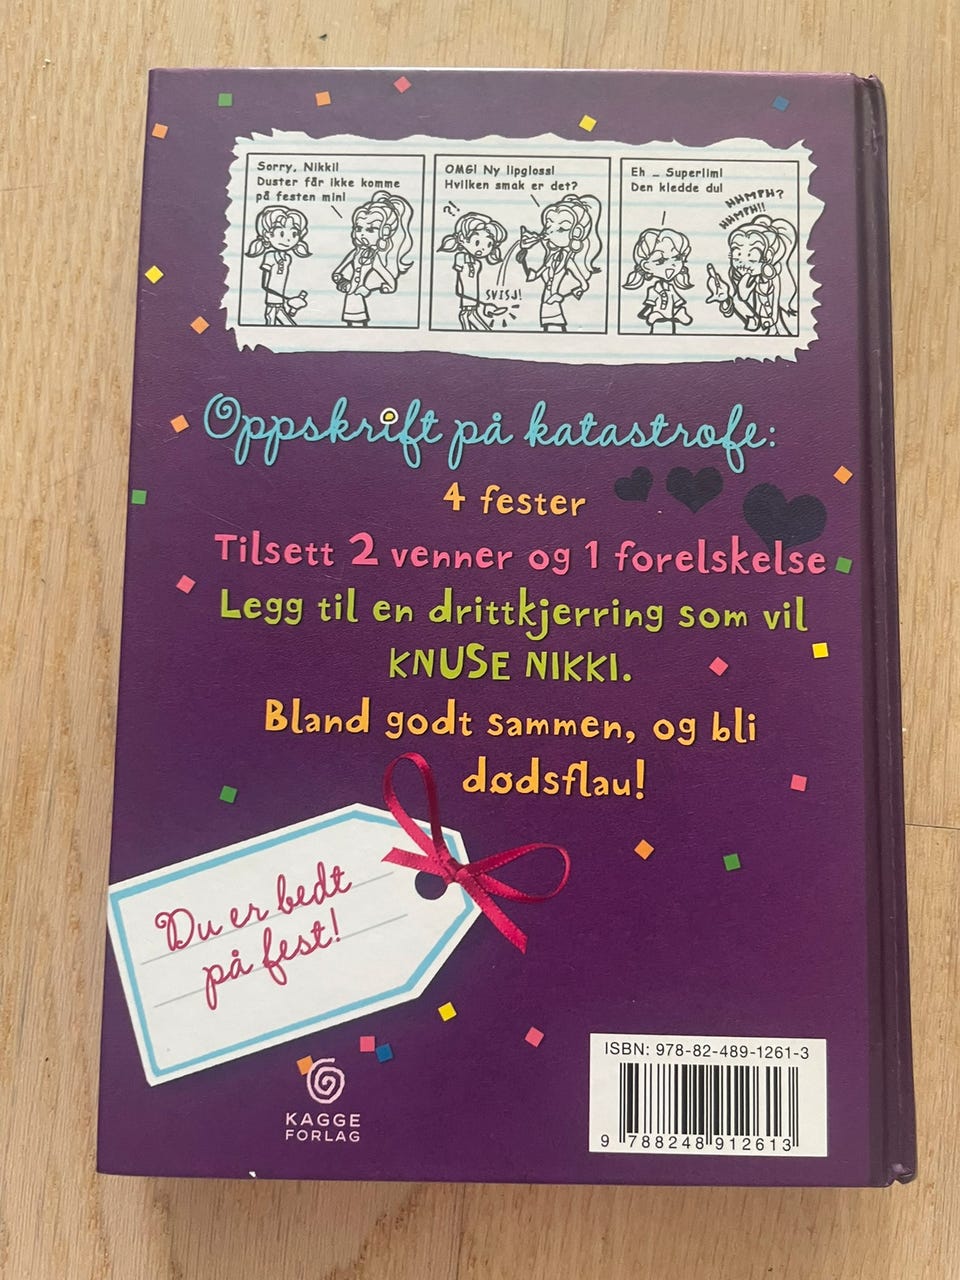 Sorry, Nikki!
Duster får ikke komme
på festen min!
OMG! Ny lipgloss!
Hvilken smak er det?
?!
SVISJ!
Eh _ Superlim!
Den kledde du!
HHMPH?
HHMPH!!
Oppskrift på katastrofe:
4 fester
Tilsett 2 venner og 1 forelskelse
Legg til en drittkjerring som vil
KNUSE NIKKI.
Bland godt sammen, og bli
dødsflau!
Du er bedt
på fest!
KAGGE
FORLAG
ISBN: 978-82-489-1261-3
9 788248 912613